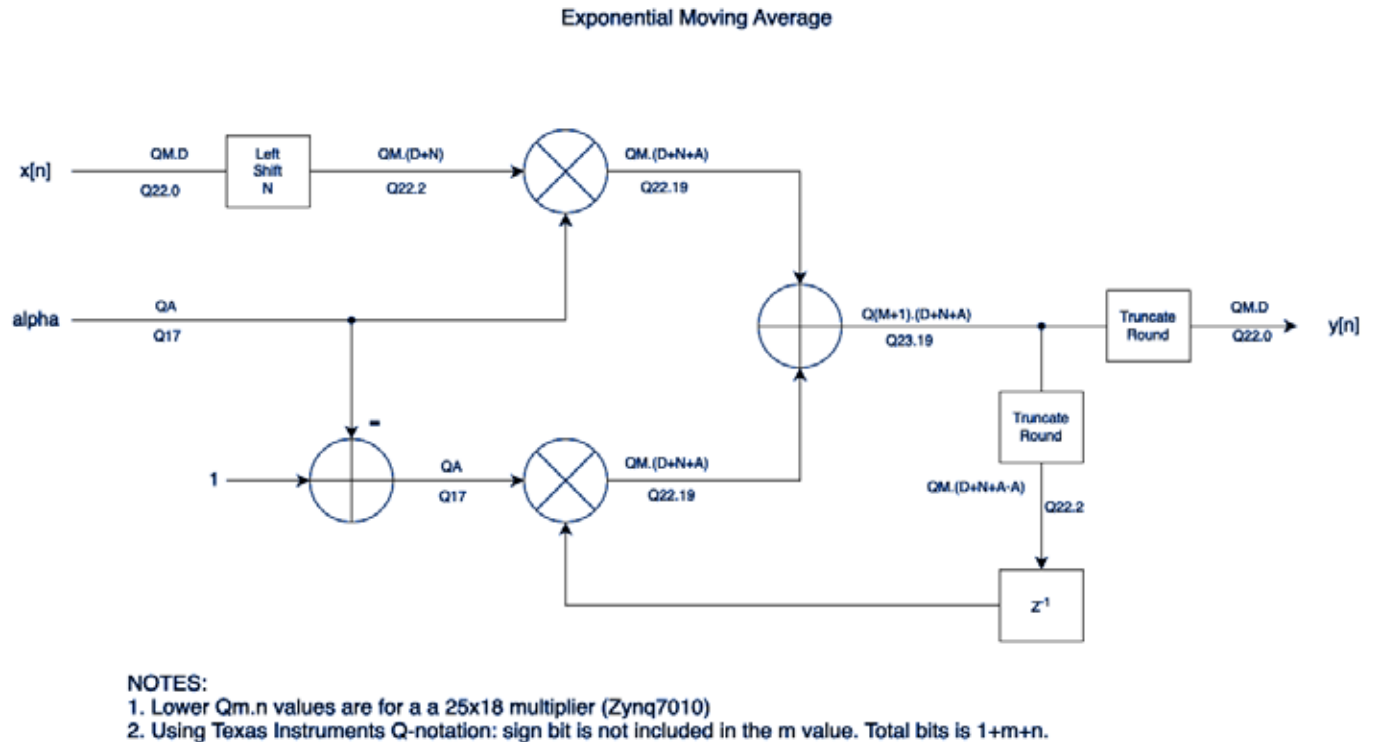 Exponential Moving Average
x[n]
QM.D
Q22.0
Left
Shift
N
QM.(D+N)
Q22.2
QM.(D+N+A)
Q22.19
alpha
QA
Q17
Q(M+1).(D+N+A)
Q23.19
Truncate
Round
QM.D
Q22.0
y[n]
-
1
QA
Q17
QM.(D+N+A)
Q22.19
Truncate
Round
QM.(D+N+A-A)
Q22.2
Z-1
NOTES:
1. Lower Qm.n values are for a a 25x18 multiplier (Zynq7010)
2. Using Texas Instruments Q-notation: sign bit is not included in the m value. Total bits is 1+m+n.